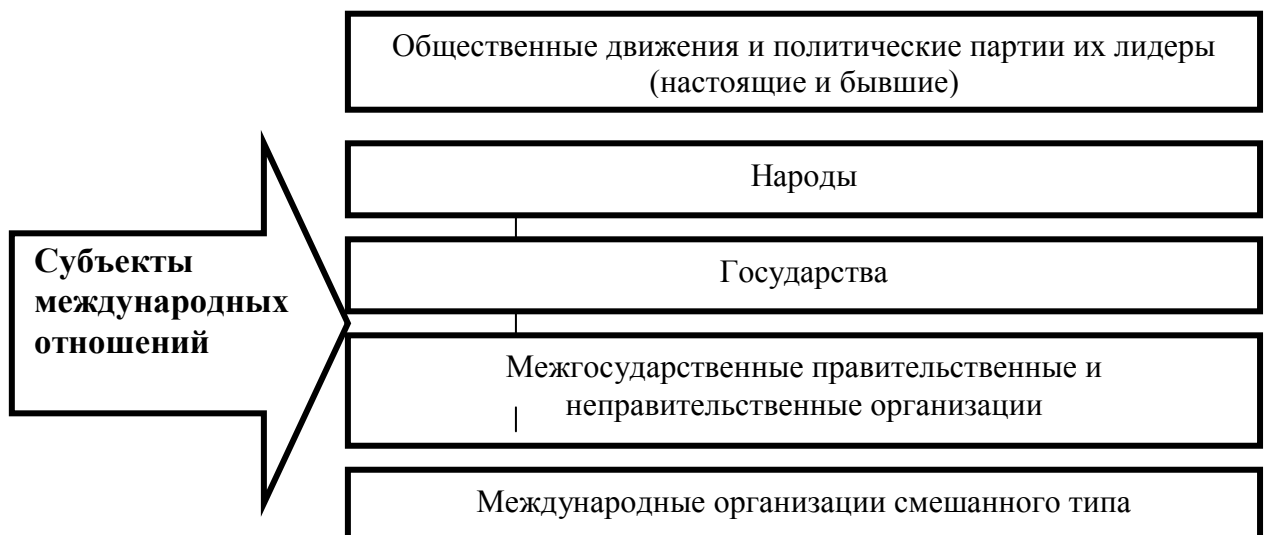 Общественные движения и политические партии их лидеры
(настоящие и бывшие)
Народы
Субъекты
международных
отношений
Государства
Межгосударственные правительственные и
неправительственные организации
Международные организации смешанного типа